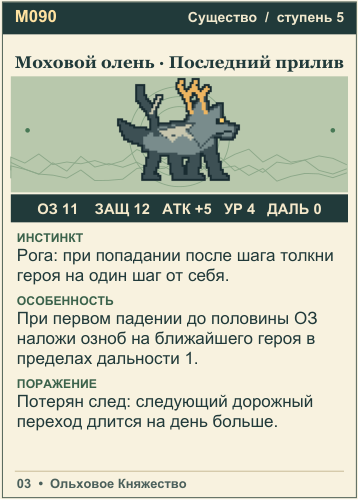 M090
Существо / ступень 5
Моховой олень · Последний прилив
ОЗ 11 ЗАЩ 12 АТК +5 УР 4 ДАЛЬ 0
ИНСТИНКТ
Рога: при попадании после шага толкни
героя на один шаг от себя.
ОСОБЕННОСТЬ
При первом падении до половины ОЗ
наложи озноб на ближайшего героя в
пределах дальности 1.
ПОРАЖЕНИЕ
Потерян след: следующий дорожный
переход длится на день больше.
03 • Ольховое Княжество